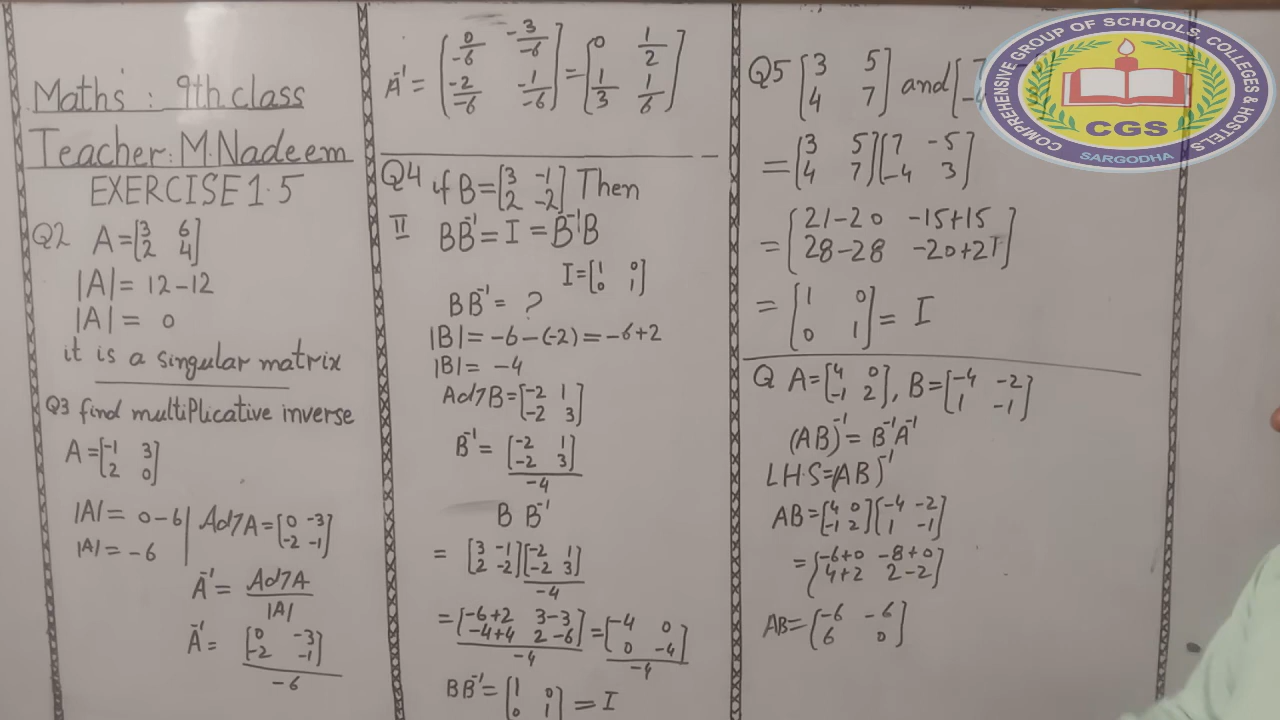 Maths : 9th class
Teacher: M.Nadeem
EXERCISE 1.5
Q2 A = [3 6
2 4]
|A| = 12-12
|A| = 0
it is a singular matrix
Q3 find multiplicative inverse
A = [-1 3
2 0]
|A| = 0-6 | AdJA = [0 -3
-2 -1]
|A| = -6
A⁻¹ = AdJA
|A|
A⁻¹ = [0 -3
-2 -1]
-6
A⁻¹ = [0/-6 -3/-6
-2/-6 -1/-6] = [0 1/2
1/3 1/6]
Q4 if B = [3 -1
2 -2] Then
II BB⁻¹ = I = B⁻¹B
I = [1 0
0 1]
BB⁻¹ = ?
|B| = -6-(-2) = -6+2
|B| = -4
AdJB = [-2 1
-2 3]
B⁻¹ = [-2 1
-2 3]
-4
B B⁻¹
= [3 -1
2 -2] [-2 1
-2 3]
-4
= [-6+2 3-3
-4+4 2-6] = [-4 0
0 -4]
-4 -4
BB⁻¹ = [1 0
0 1] = I
Q5 [3 5
4 7] and [7
-4
= [3 5
4 7] [7 -5
-4 3]
= [21-20 -15+15
28-28 -20+21]
= [1 0
0 1] = I
Q A = [4 0
-1 2], B = [-4 -2
1 -1]
(AB)⁻¹ = B⁻¹A⁻¹
L.H.S = (AB)⁻¹
AB = [4 0
-1 2] [-4 -2
1 -1]
= [-6+0 -8+0
4+2 2-2]
AB = [-6 -6
6 0]
COMPREHENSIVE GROUP OF SCHOOLS, COLLEGES & HOSTELS
CGS
SARGODHA